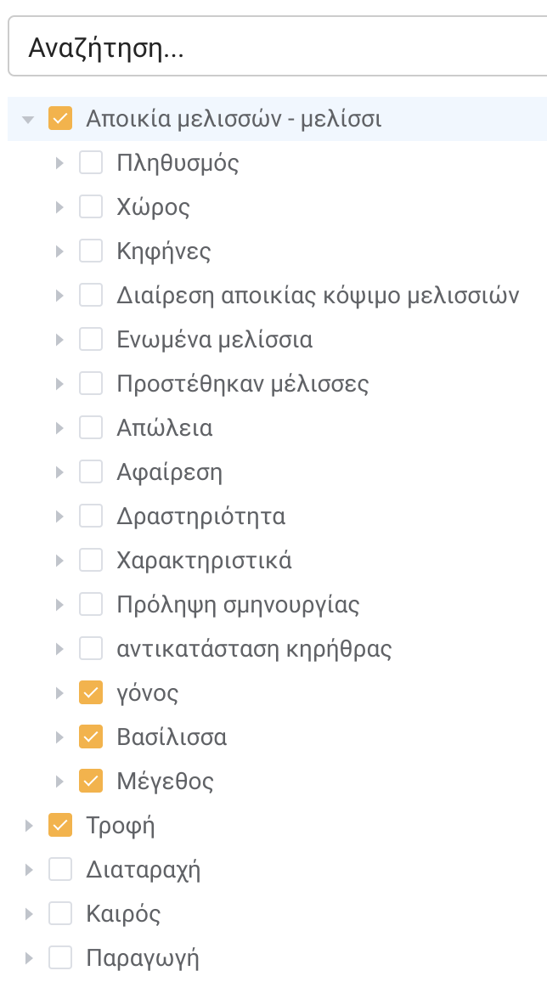 Αναζήτηση...
Αποικία μελισσών - μελίσσι
Πληθυσμός
Χώρος
Κηφήνες
Διαίρεση αποικίας κόψιμο μελισσιών
Ενωμένα μελίσσια
Προστέθηκαν μέλισσες
Απώλεια
Αφαίρεση
Δραστηριότητα
Χαρακτηριστικά
Πρόληψη σμηνουργίας
αντικατάσταση κηρήθρας
γόνος
Βασίλισσα
Μέγεθος
Τροφή
Διαταραχή
Καιρός
Παραγωγή